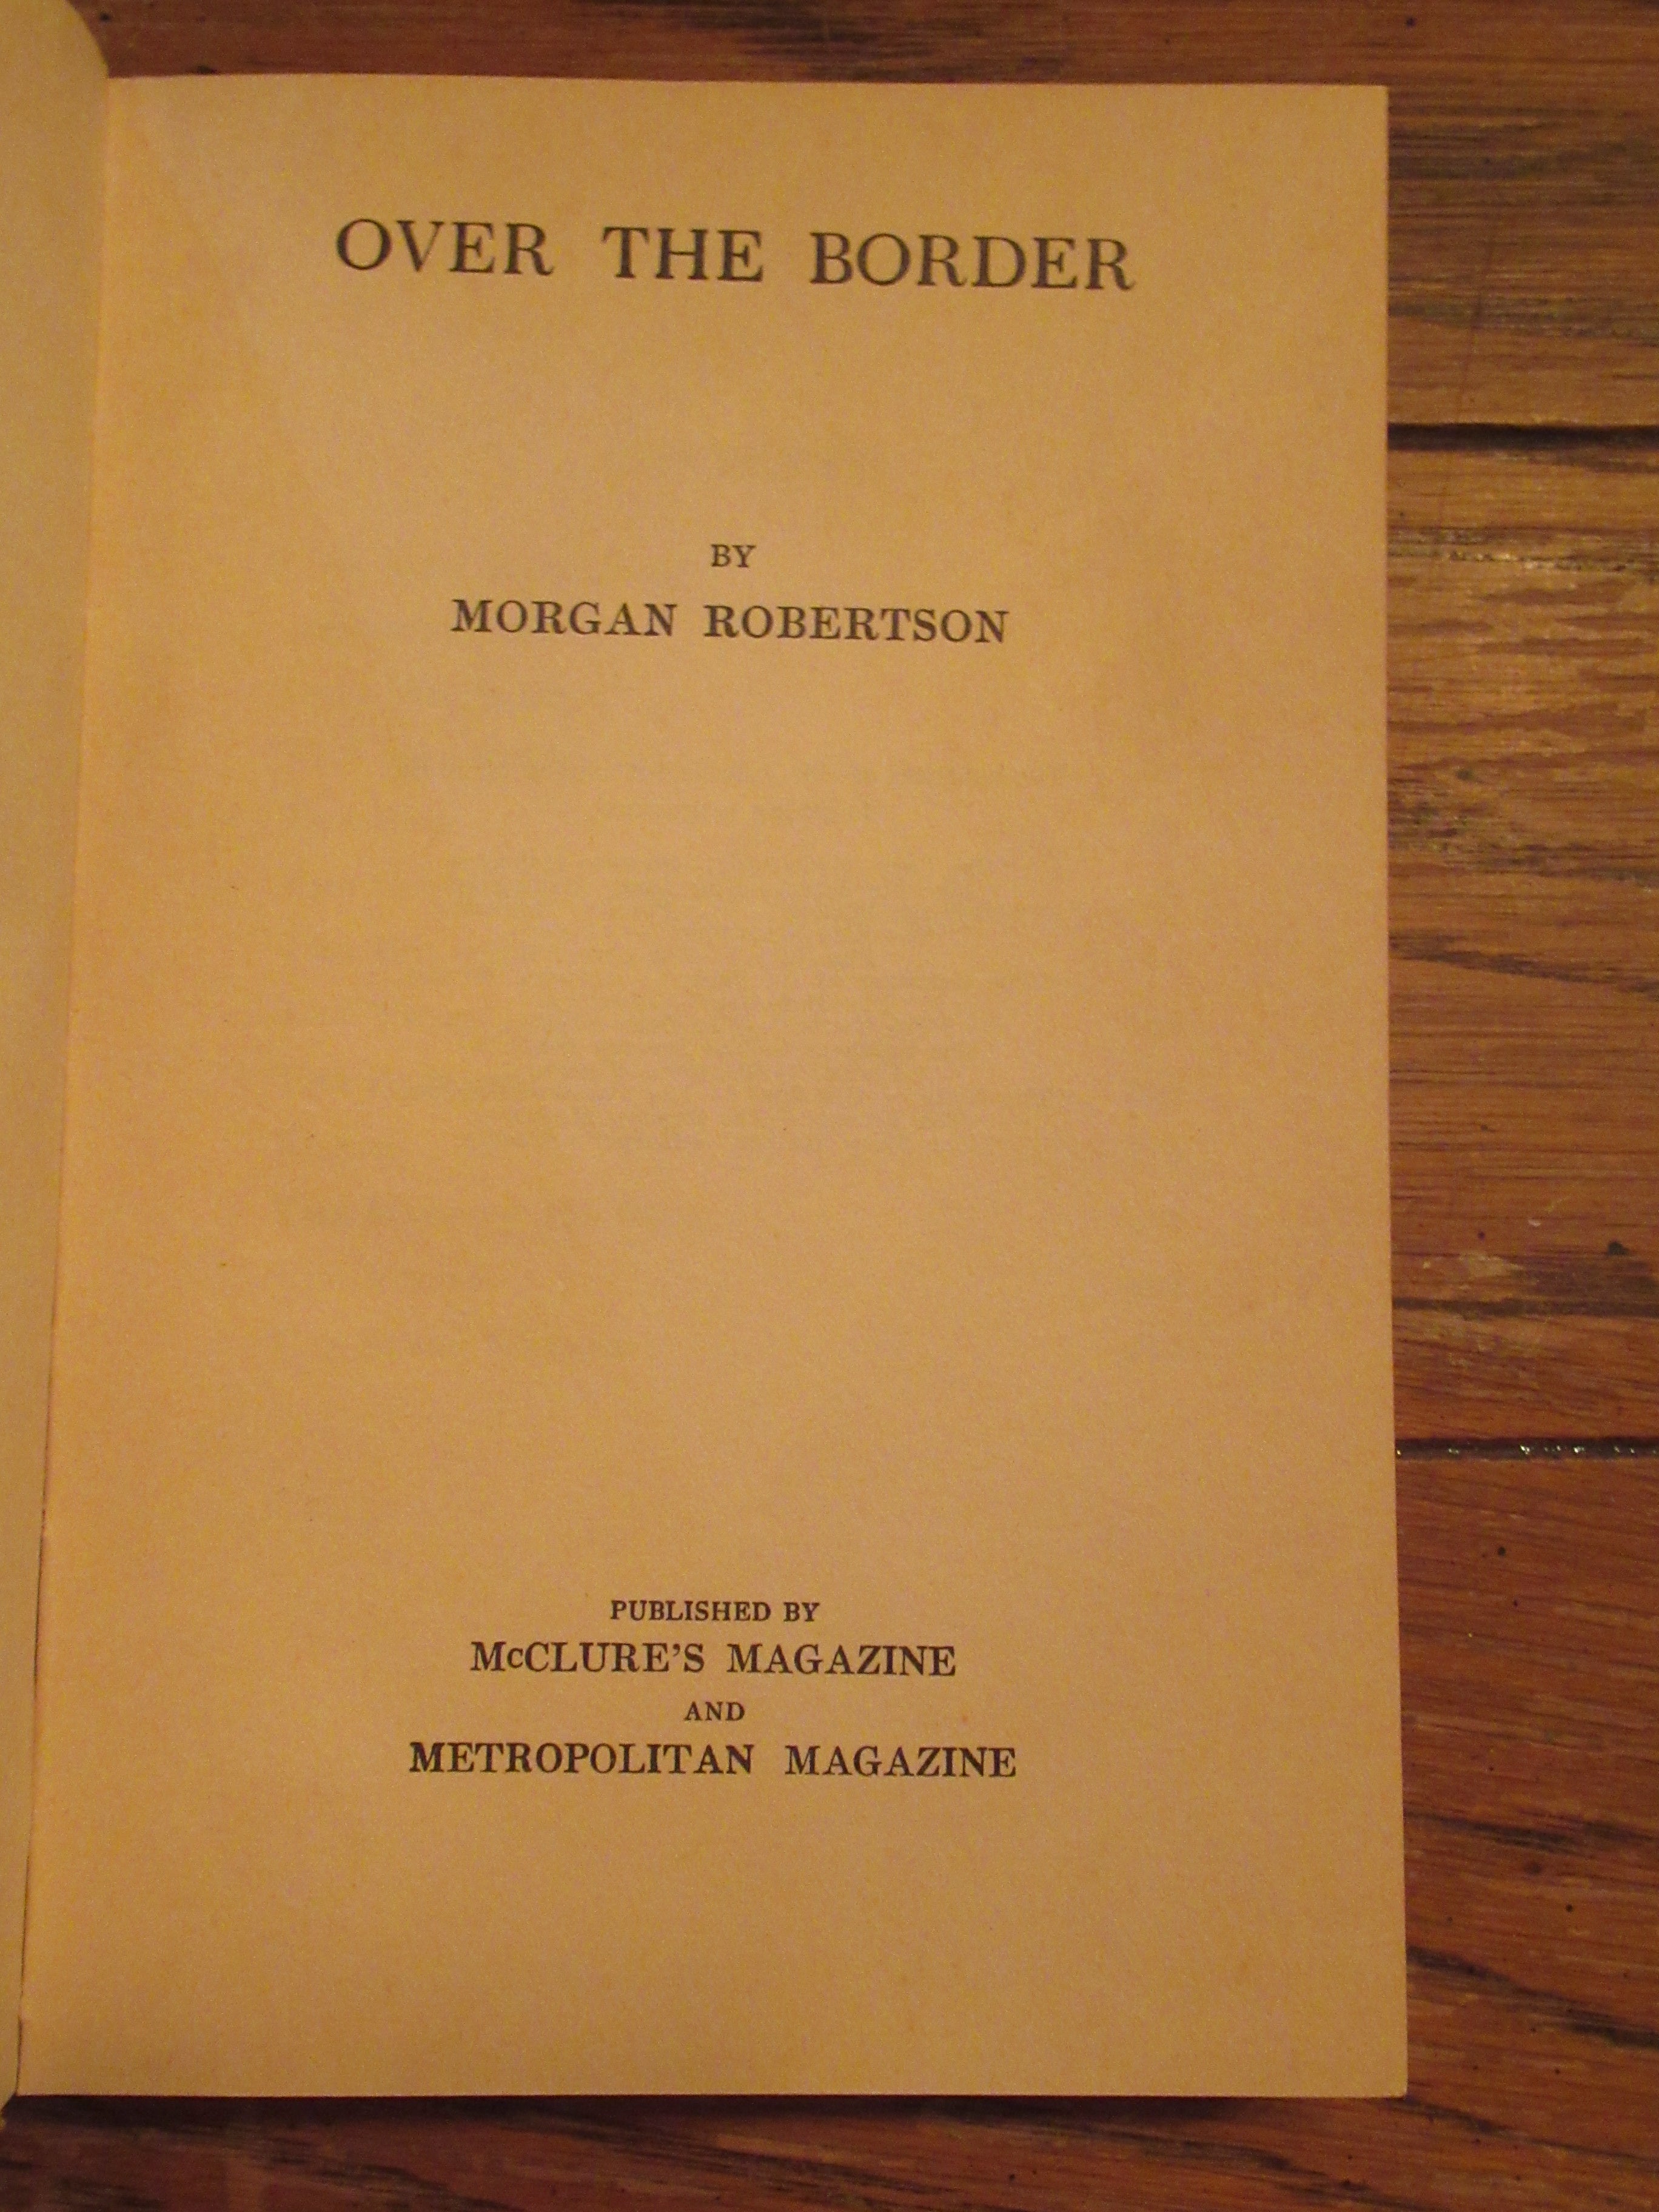 OVER THE BORDER
BY
MORGAN ROBERTSON
PUBLISHED BY
McCLURE'S MAGAZINE
AND
METROPOLITAN MAGAZINE